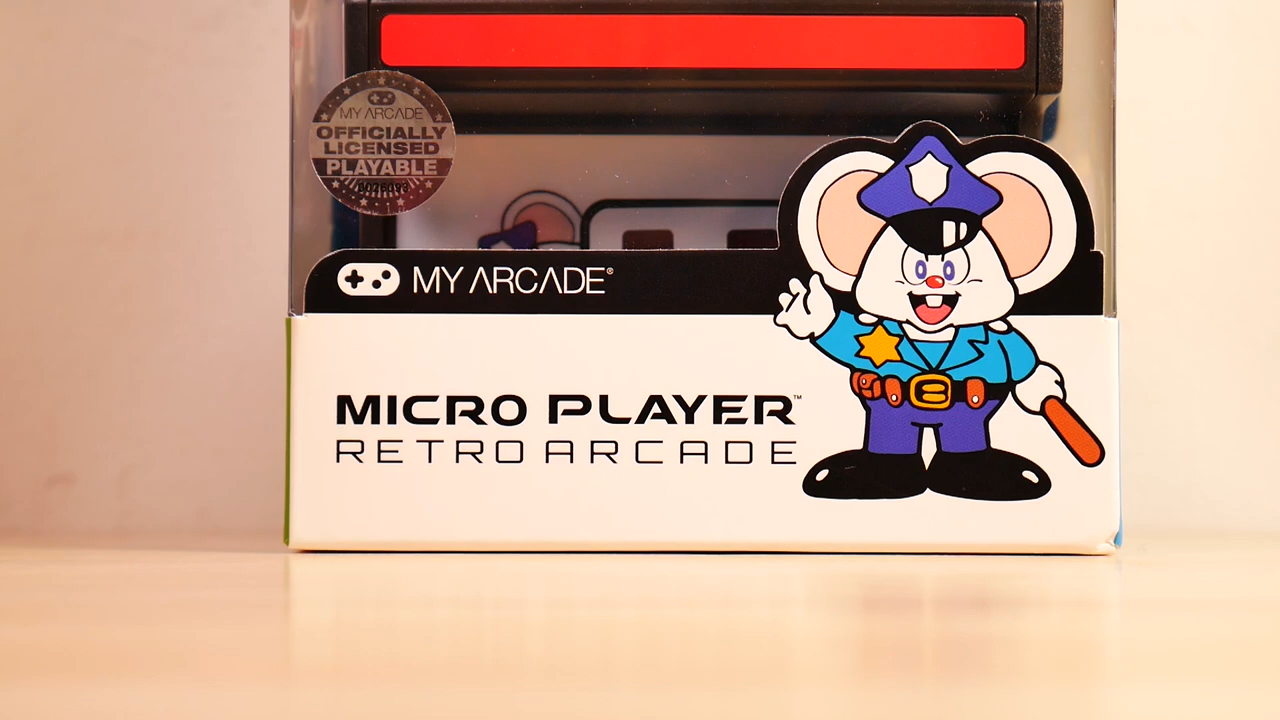 MY ARCADE
OFFICIALLY
LICENSED
PLAYABLE
MY ARCADE®
MICRO PLAYER™
RETRO ARCADE